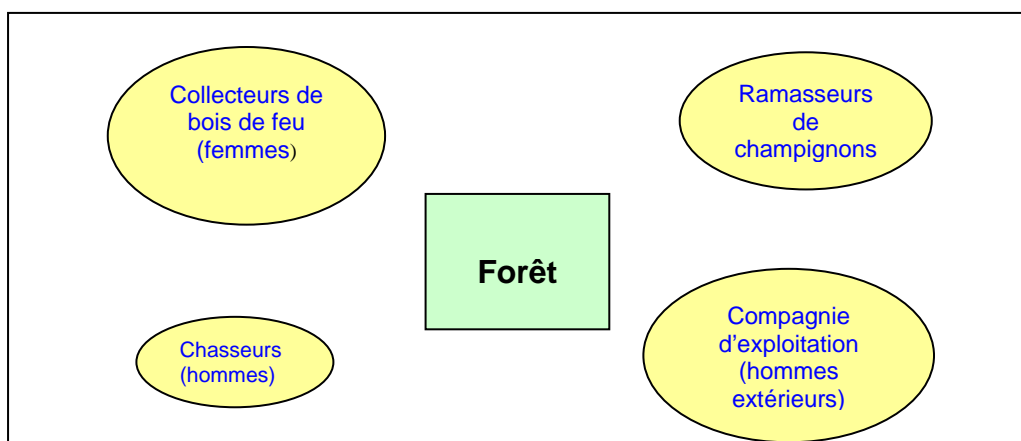 Collecteurs de
bois de feu
(femmes)
Ramasseurs
de
champignons
Forêt
Chasseurs
(hommes)
Compagnie
d'exploitation
(hommes
extérieurs)